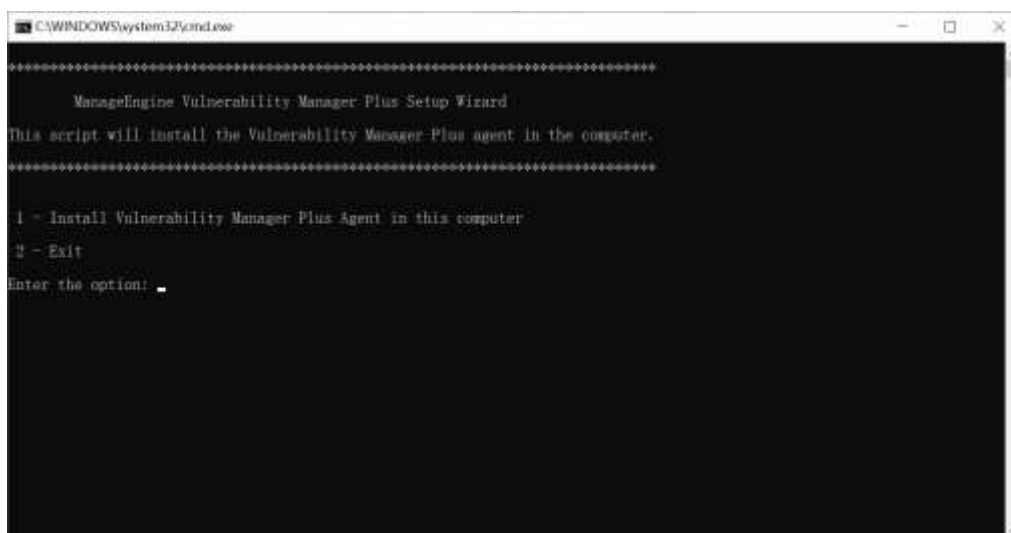 C:\WINDOWS\system32\cmd.exe
********************************************************************************
ManageEngine Vulnerability Manager Plus Setup Wizard
This script will install the Vulnerability Manager Plus agent in the computer.
********************************************************************************
1 - Install Vulnerability Manager Plus Agent in this computer
2 - Exit
Enter the option: